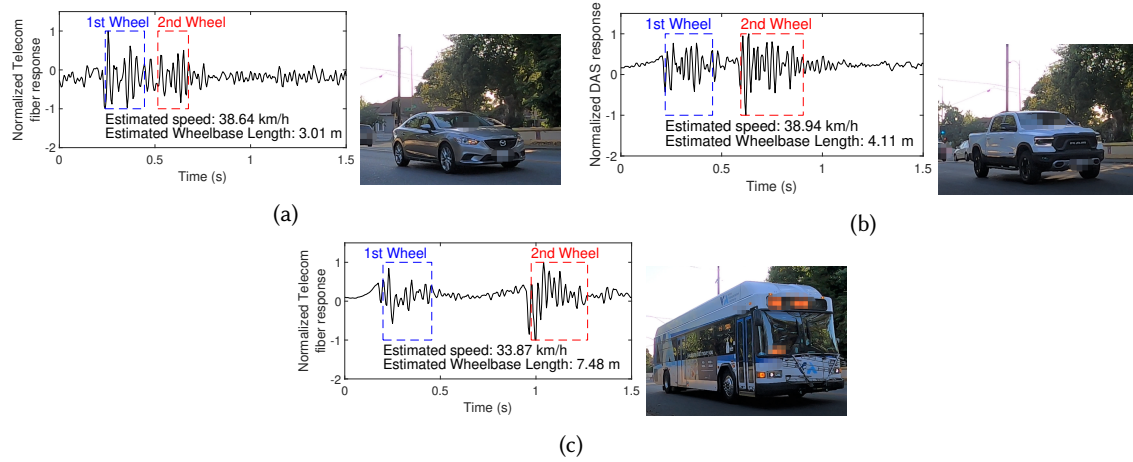 1st Wheel 2nd Wheel
Normalized Telecom
fiber response
1
0
-1
-2
Estimated speed: 38.64 km/h
Estimated Wheelbase Length: 3.01 m
0 0.5 1 1.5
Time (s)
(a)
1st Wheel 2nd Wheel
Normalized DAS response
1
0
-1
-2
Estimated speed: 38.94 km/h
Estimated Wheelbase Length: 4.11 m
0 0.5 1 1.5
Time (s)
(b)
1st Wheel 2nd Wheel
Normalized Telecom
fiber response
1
0
-1
-2
Estimated speed: 33.87 km/h
Estimated Wheelbase Length: 7.48 m
0 0.5 1 1.5
Time (s)
(c)